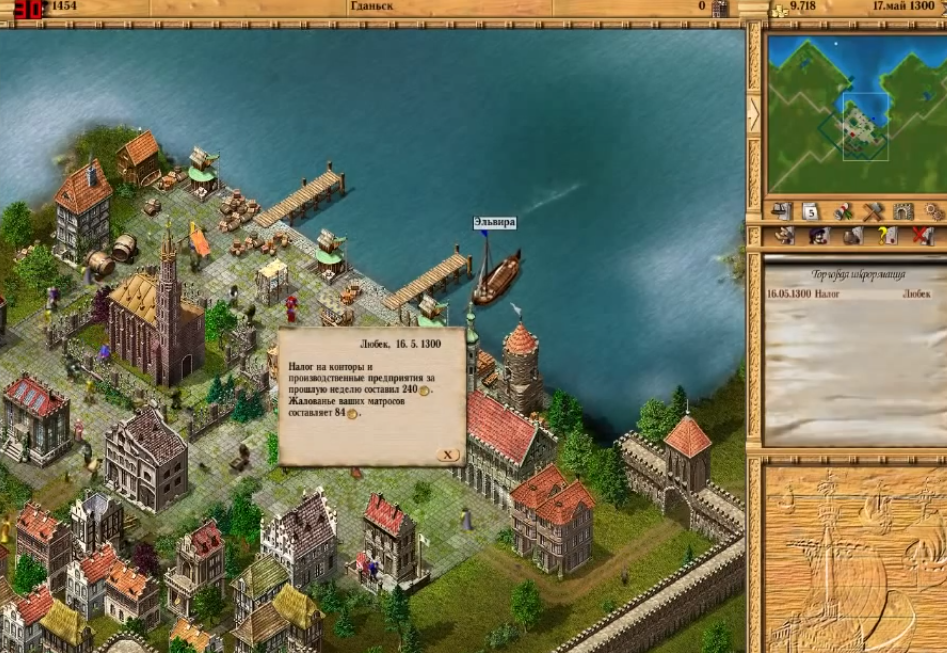 30
1454
Гданьск
0
9.718
17.май 1300
Эльвира
5
Торговая информация
16.05.1300 Налог Любек
Любек, 16. 5. 1300
Налог на конторы и
производственные предприятия за
прошлую неделю составил 240 .
Жалованье ваших матросов
составляет 84 .
X